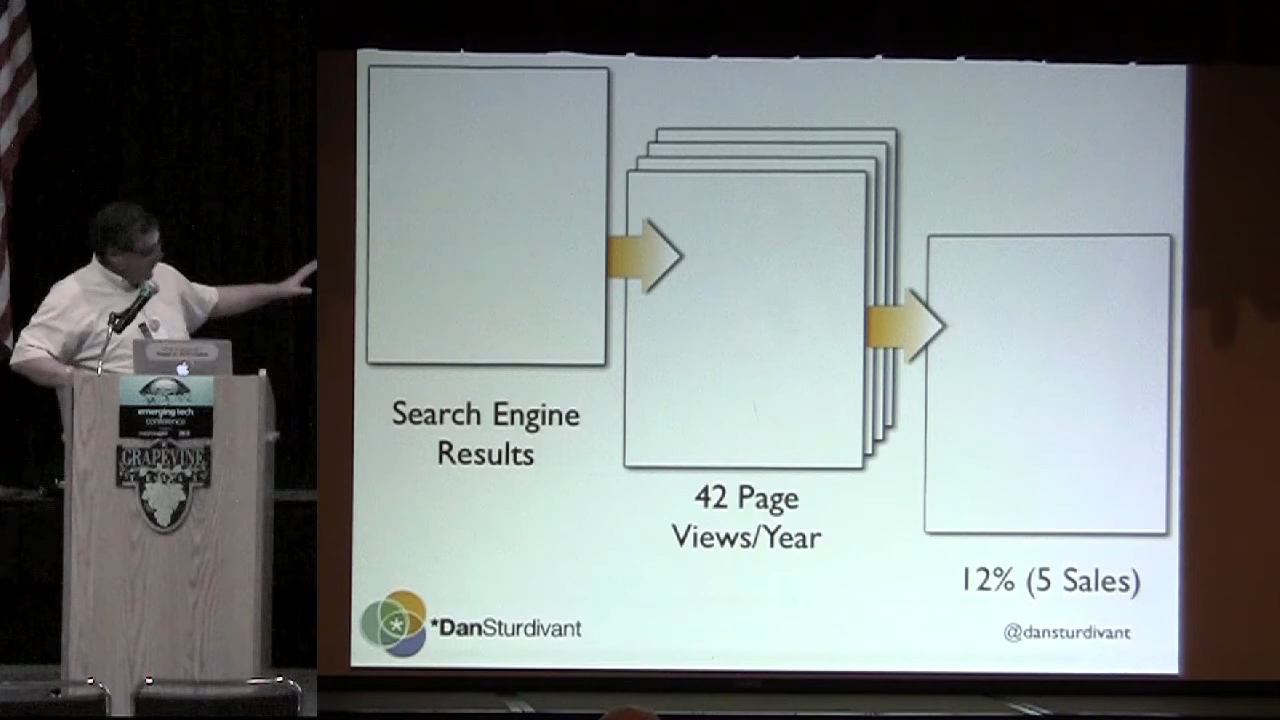 Search Engine
Results
42 Page
Views/Year
12% (5 Sales)
*DanSturdivant
@dansturdivant
emerging tech
conference
GRAPEVINE